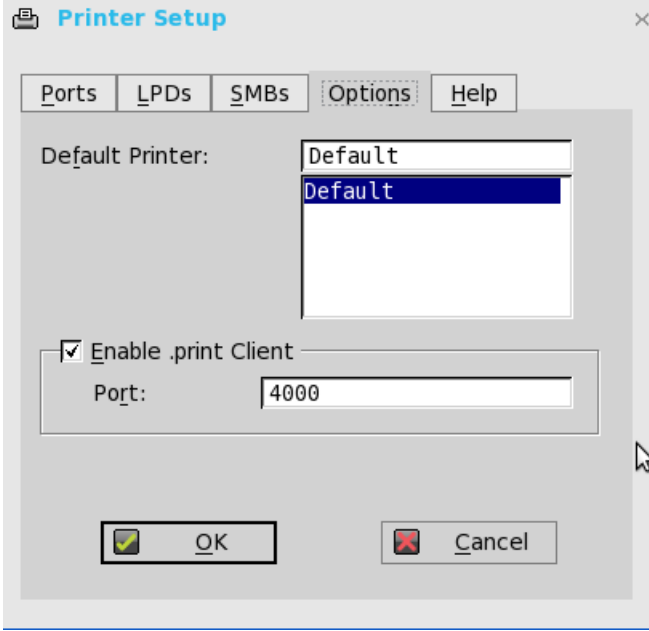 Printer Setup
Ports LPDs SMBs Options Help
Default Printer: Default
Default
Enable .print Client
Port: 4000
OK Cancel